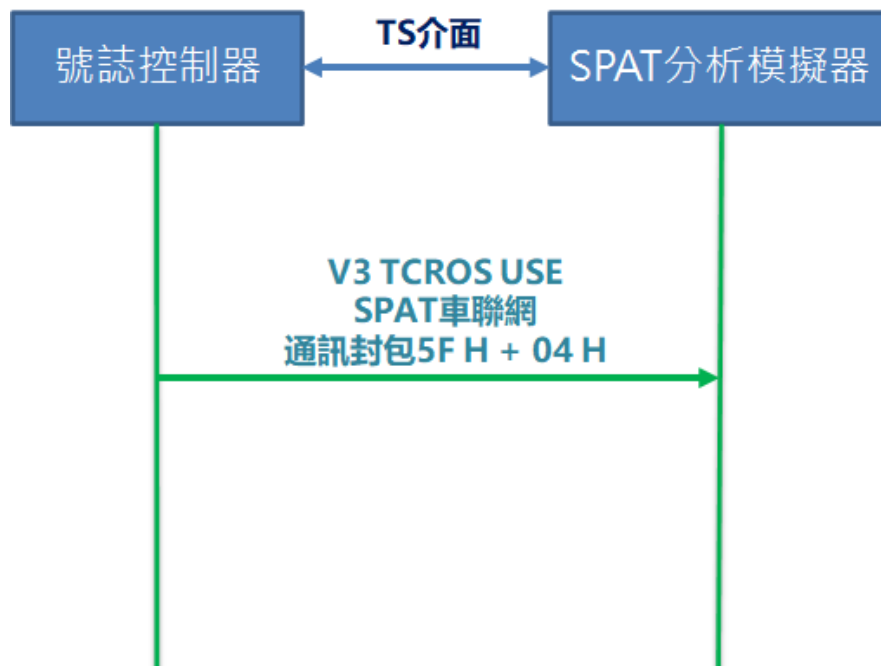 TS介面
號誌控制器
SPAT分析模擬器
V3 TCROS USE
SPAT車聯網
通訊封包5F H + 04 H